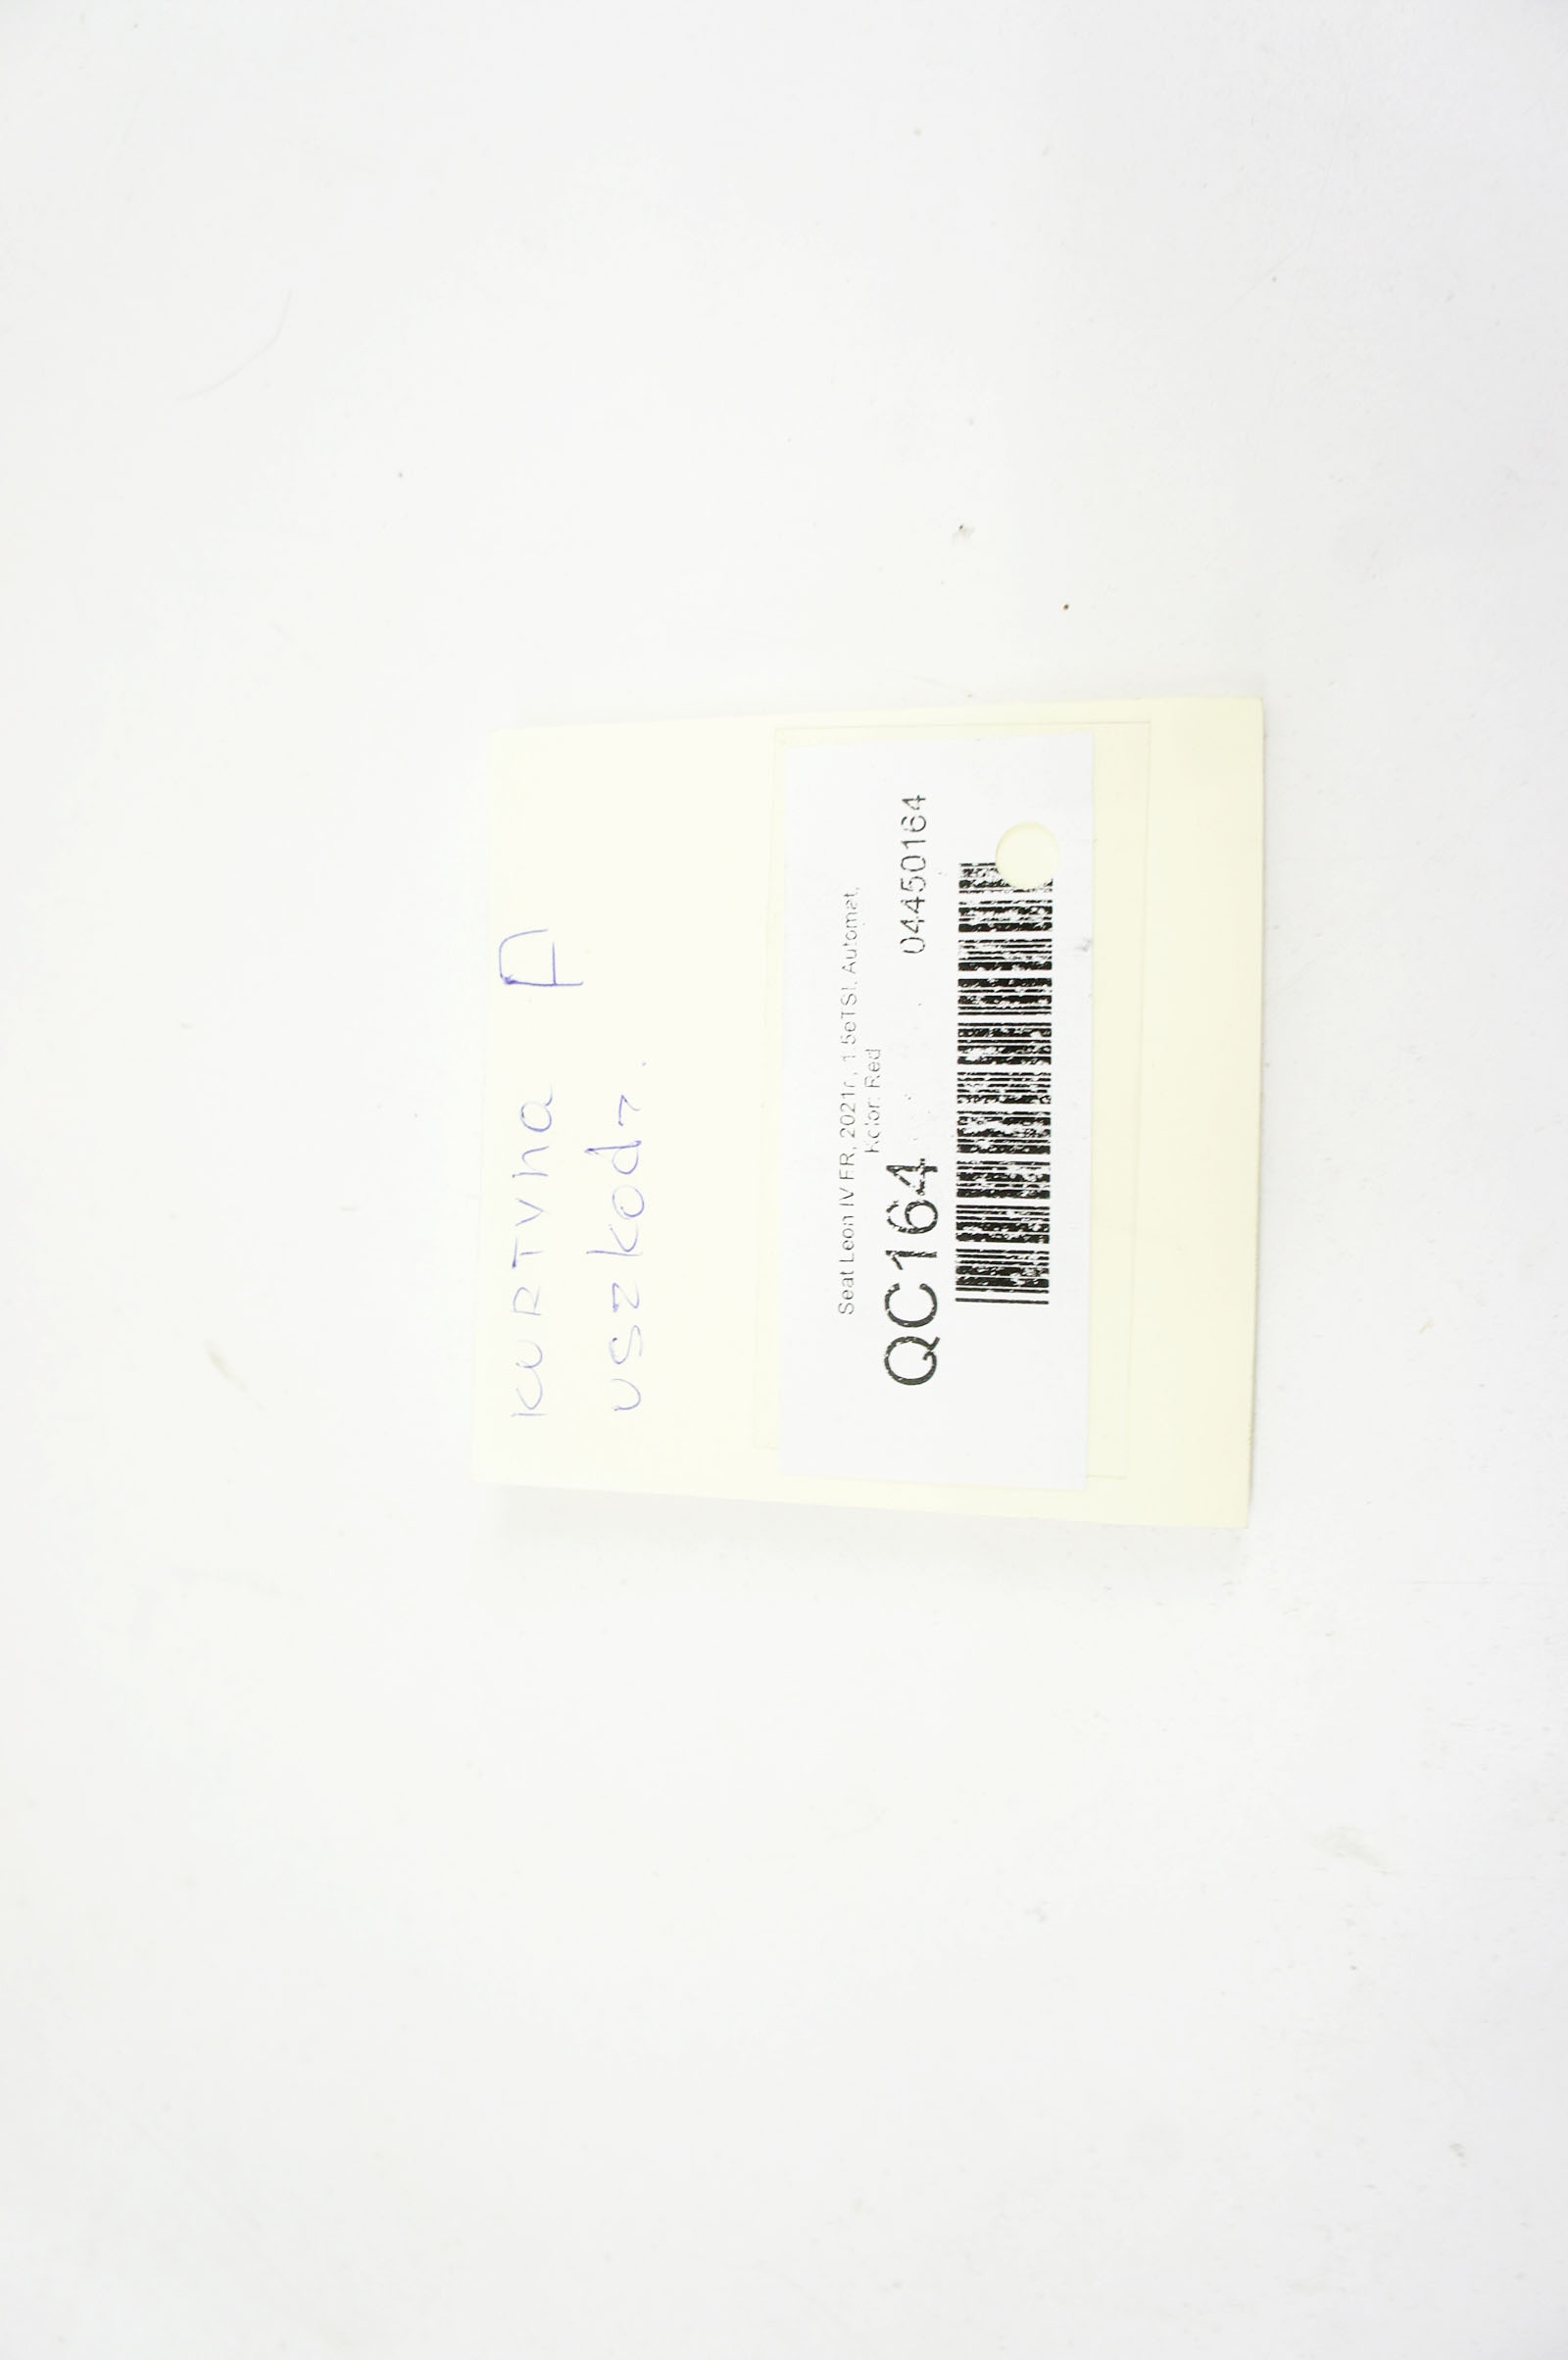 KURTYNA A
uszkodz.
Seat Leon IV FR, 2021r., 1.5eTSI, Automat,
Kolor: Red
QC164 04450164